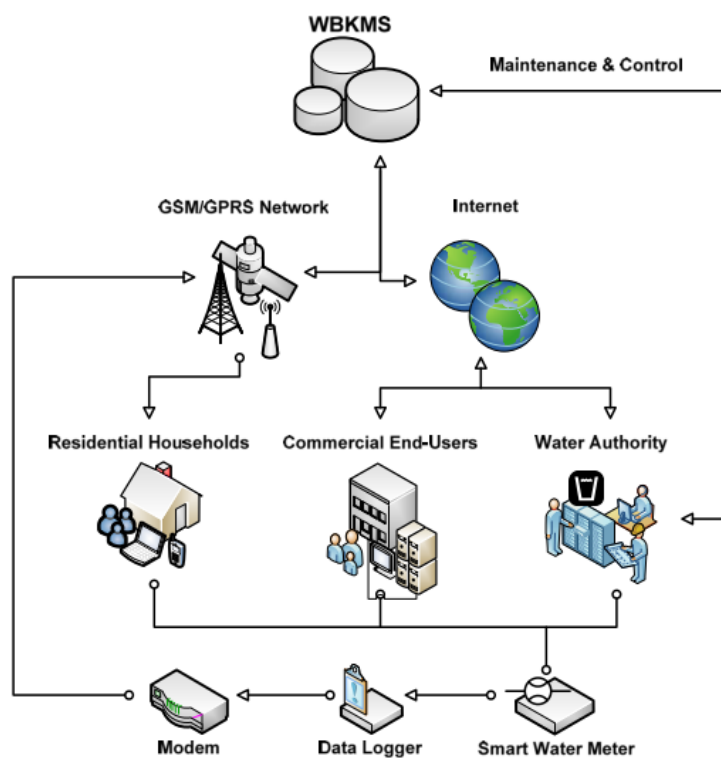 WBKMS
Maintenance & Control
GSM/GPRS Network
Internet
Residential Households
Commercial End-Users
Water Authority
Modem
Data Logger
Smart Water Meter